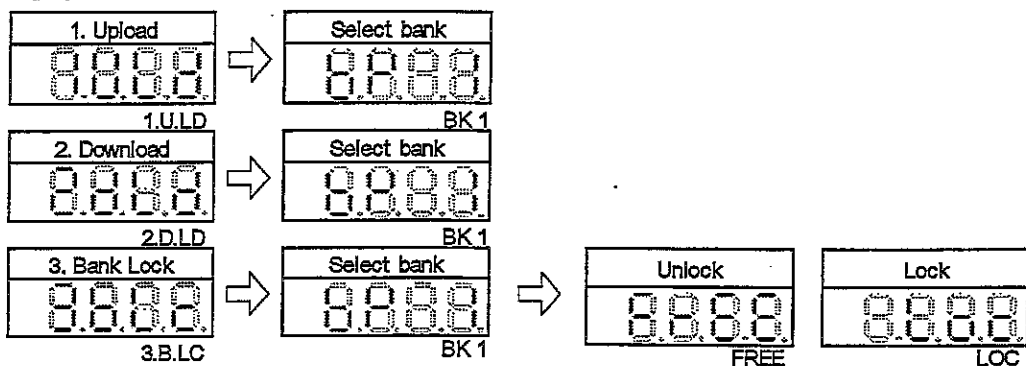 1. Upload
Select bank
1.U.LD
BK 1
2. Download
Select bank
2.D.LD
BK 1
3. Bank Lock
Select bank
Unlock
Lock
3.B.LC
BK 1
FREE
LOC